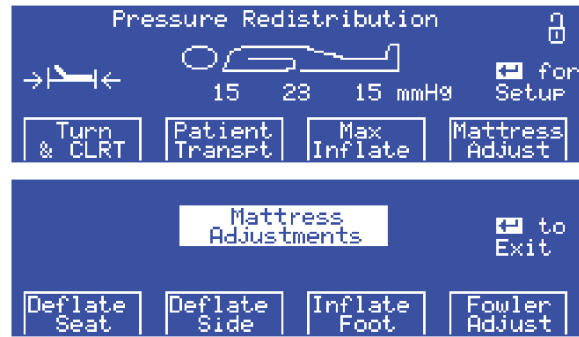 Pressure Redistribution
for
15 23 15 mmHg Setup
Turn Patient Max Mattress
& CLRT Transpt Inflate Adjust
Mattress
Adjustments
to
Exit
Deflate Deflate Inflate Fowler
Seat Side Foot Adjust